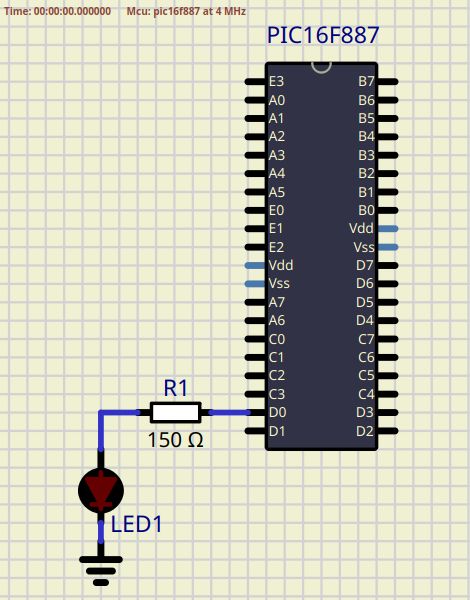 Time: 00:00:00.000000 Mcu: pic16f887 at 4 MHz
PIC16F887
E3 B7
A0 B6
A1 B5
A2 B4
A3 B3
A4 B2
A5 B1
E0 B0
E1 Vdd
E2 Vss
Vdd D7
Vss D6
A7 D5
A6 D4
C0 C7
C1 C6
C2 C5
C3 C4
R1
D0 D3
150 Ω
D1 D2
LED1